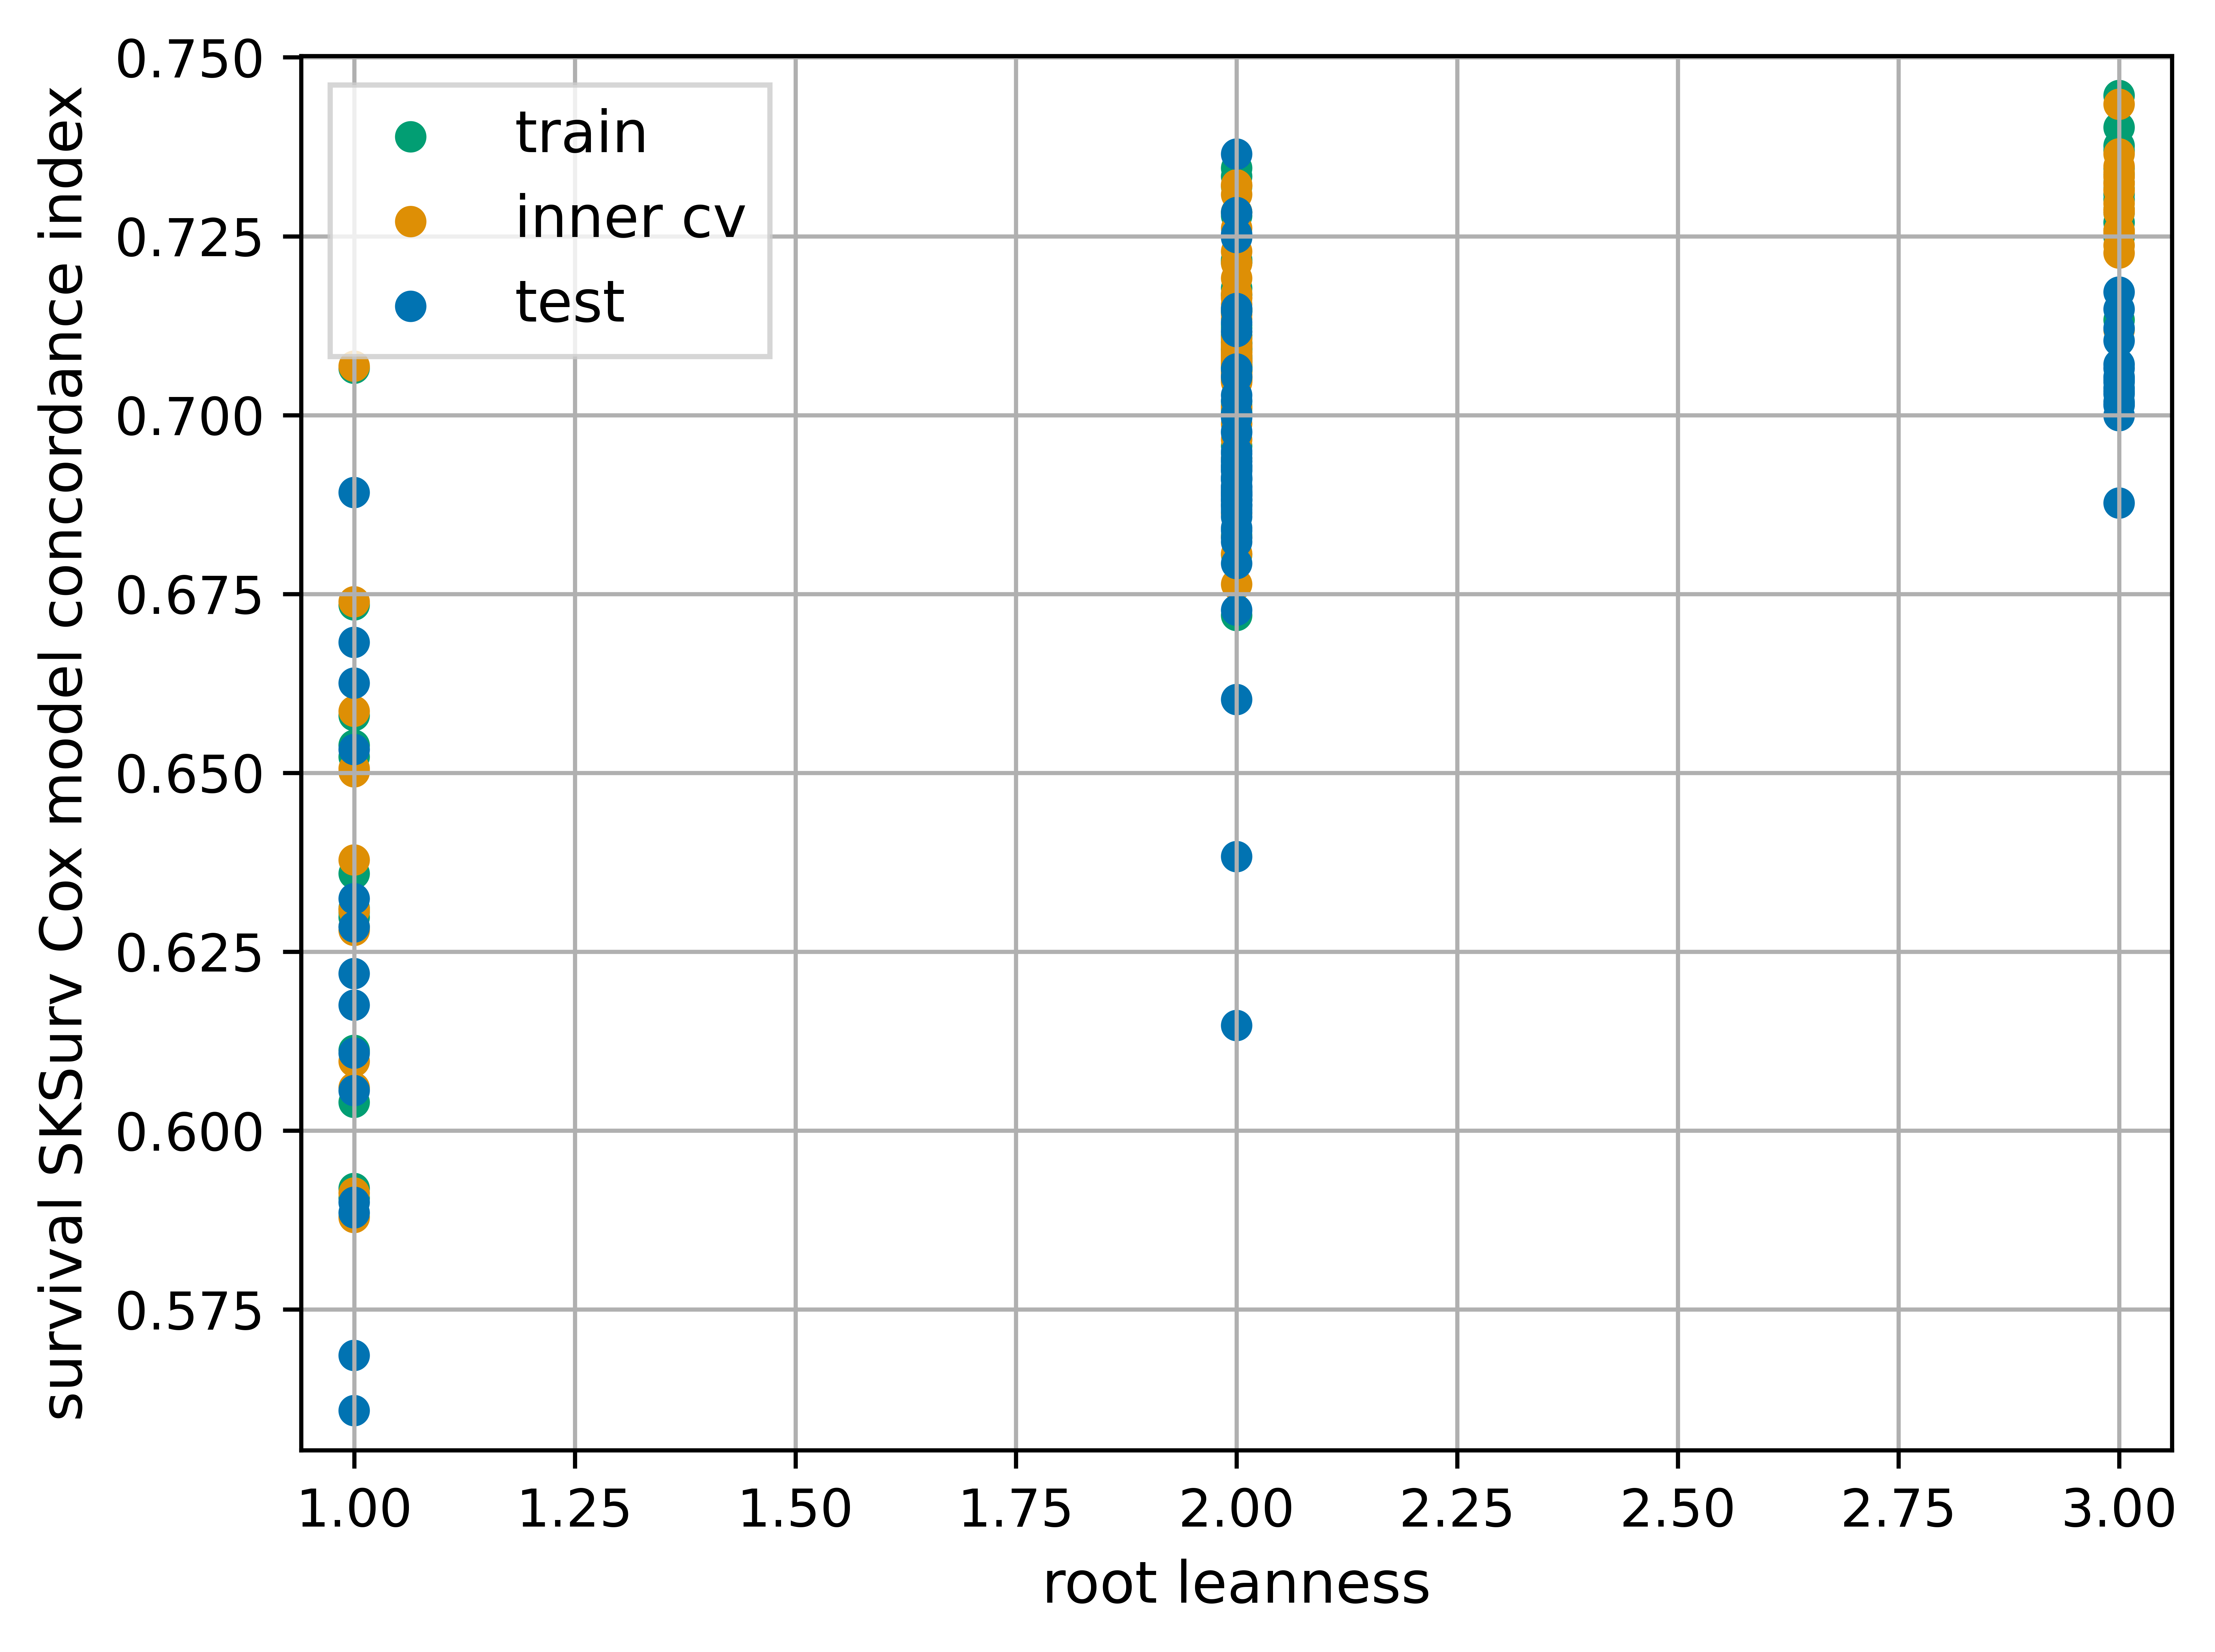 survival SKSurv Cox model concordance index
0.750
0.725
0.700
0.675
0.650
0.625
0.600
0.575
train
inner cv
test
1.00 1.25 1.50 1.75 2.00 2.25 2.50 2.75 3.00
root leanness